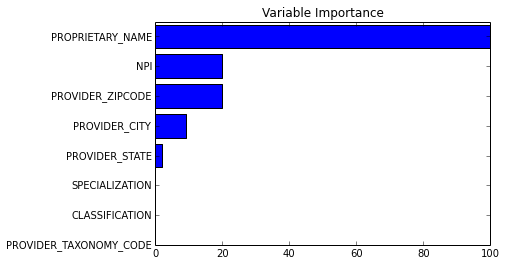 Variable Importance
PROPRIETARY_NAME
NPI
PROVIDER_ZIPCODE
PROVIDER_CITY
PROVIDER_STATE
SPECIALIZATION
CLASSIFICATION
PROVIDER_TAXONOMY_CODE
0 20 40 60 80 100